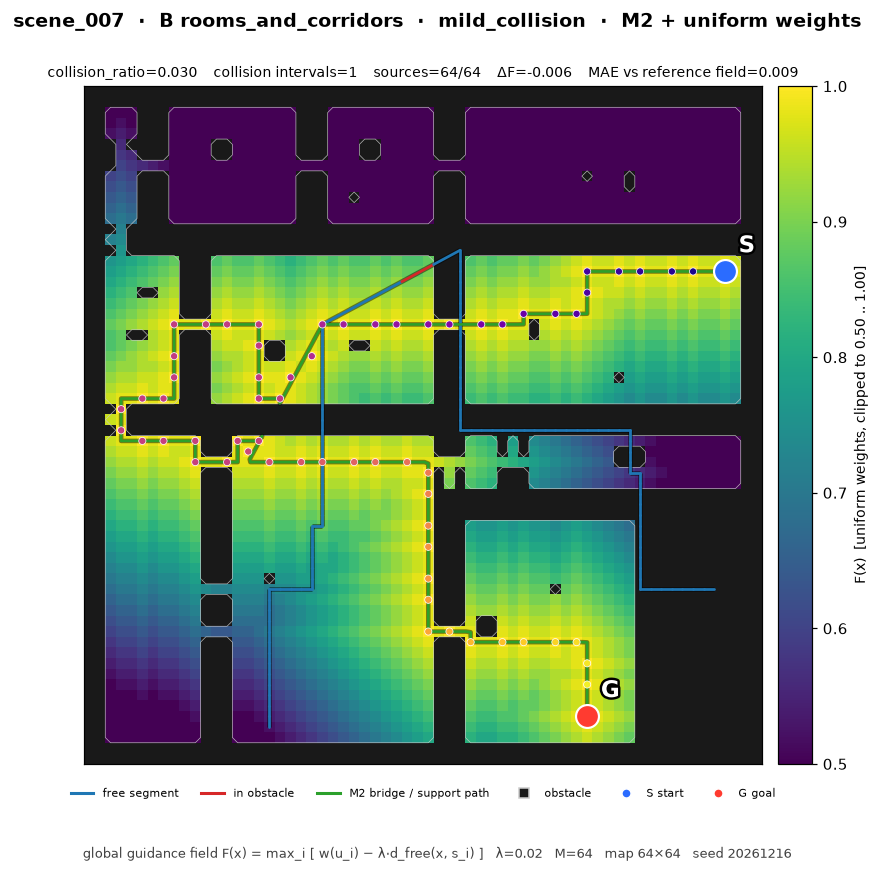 scene_007 · B rooms_and_corridors · mild_collision · M2 + uniform weights
collision_ratio=0.030 collision intervals=1 sources=64/64 ΔF=-0.006 MAE vs reference field=0.009
S
G
1.0
0.9
0.8
0.7
0.6
0.5
F(x) [uniform weights, clipped to 0.50 .. 1.00]
free segment in obstacle M2 bridge / support path obstacle S start G goal
global guidance field F(x) = max_i [ w(u_i) − λ·d_free(x, s_i) ] λ=0.02 M=64 map 64×64 seed 20261216